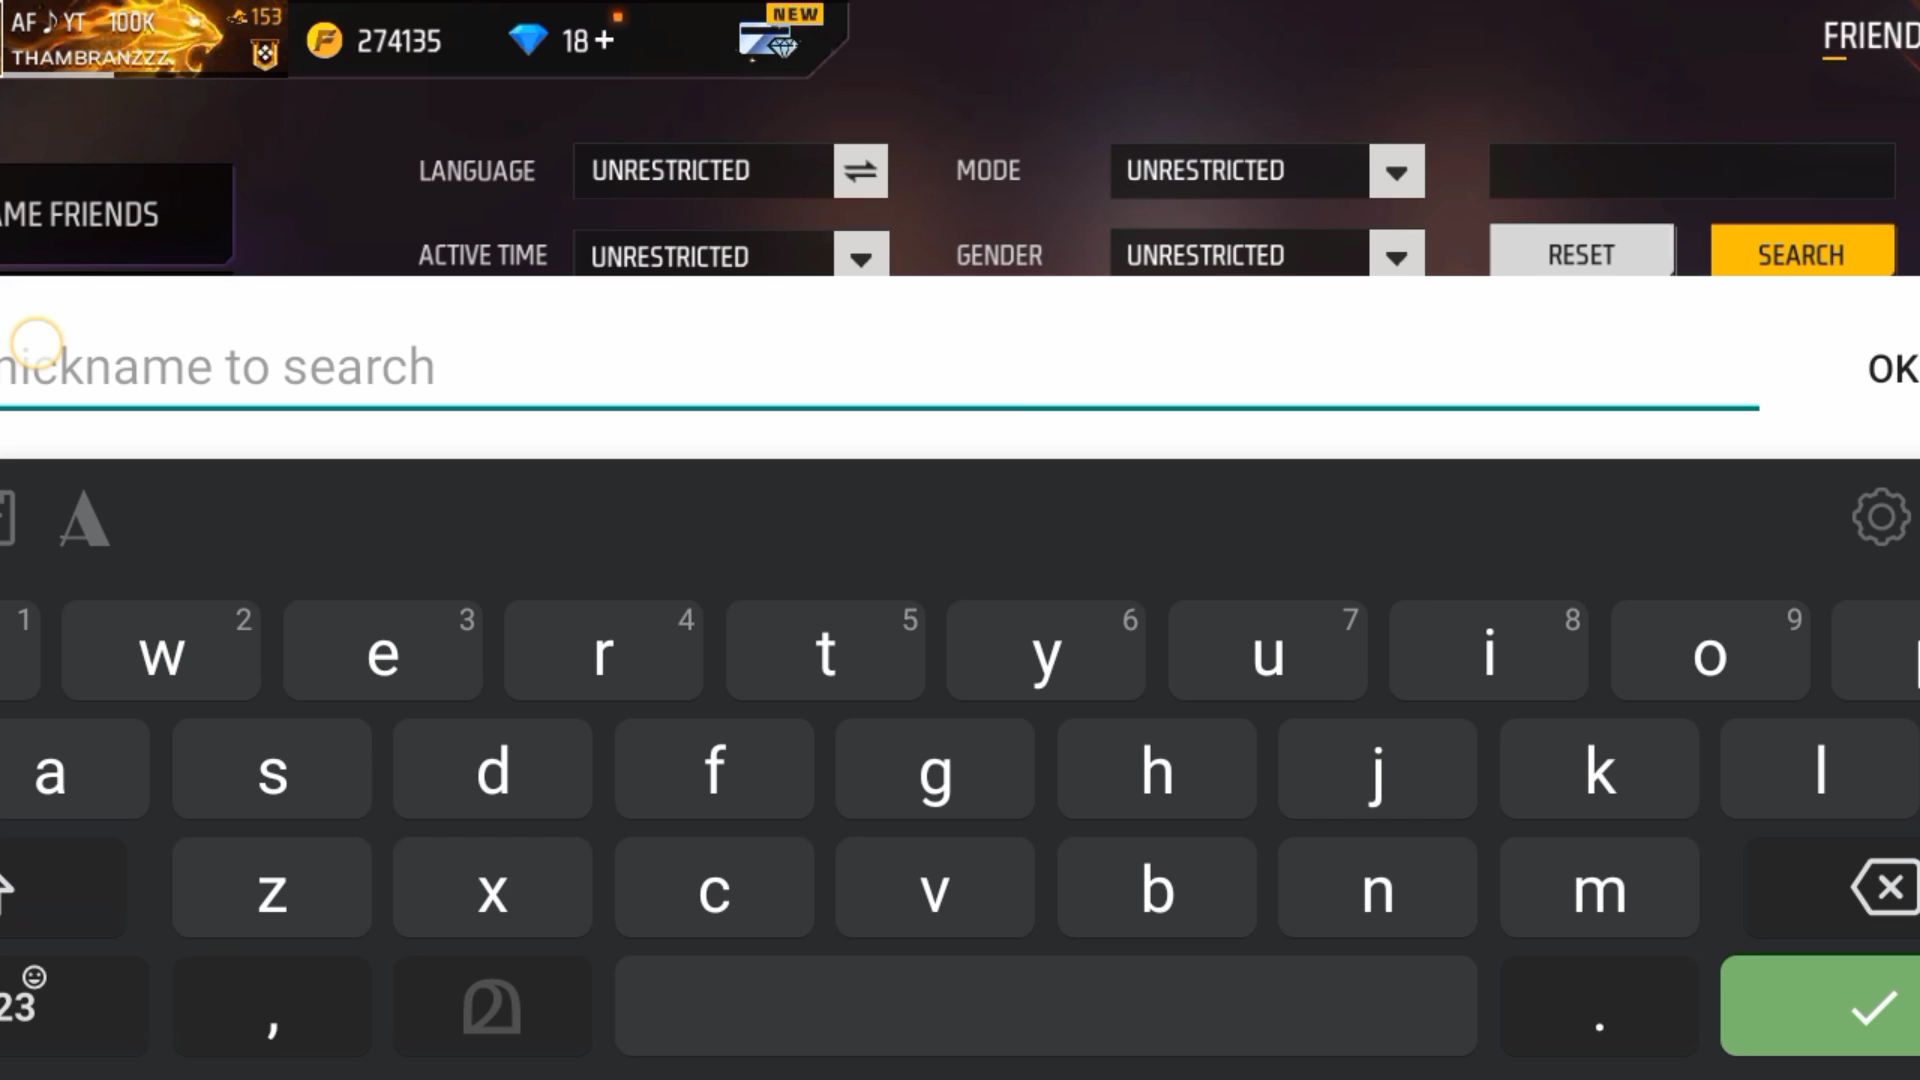 AF♪YT 100K
THAMBRANZZZ
153
274135
18+
NEW
FRIEND
LANGUAGE UNRESTRICTED MODE UNRESTRICTED
AME FRIENDS
ACTIVE TIME UNRESTRICTED GENDER UNRESTRICTED RESET SEARCH
nickname to search OK
A
1 w 2 e 3 r 4 t 5 y 6 u 7 i 8 o 9
a s d f g h j k l
z x c v b n m
23 , മ .